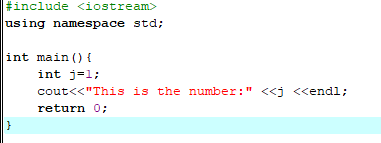 #include <iostream>
using namespace std;
int main(){
int j=1;
cout<<"This is the number:" <<j <<endl;
return 0;
}